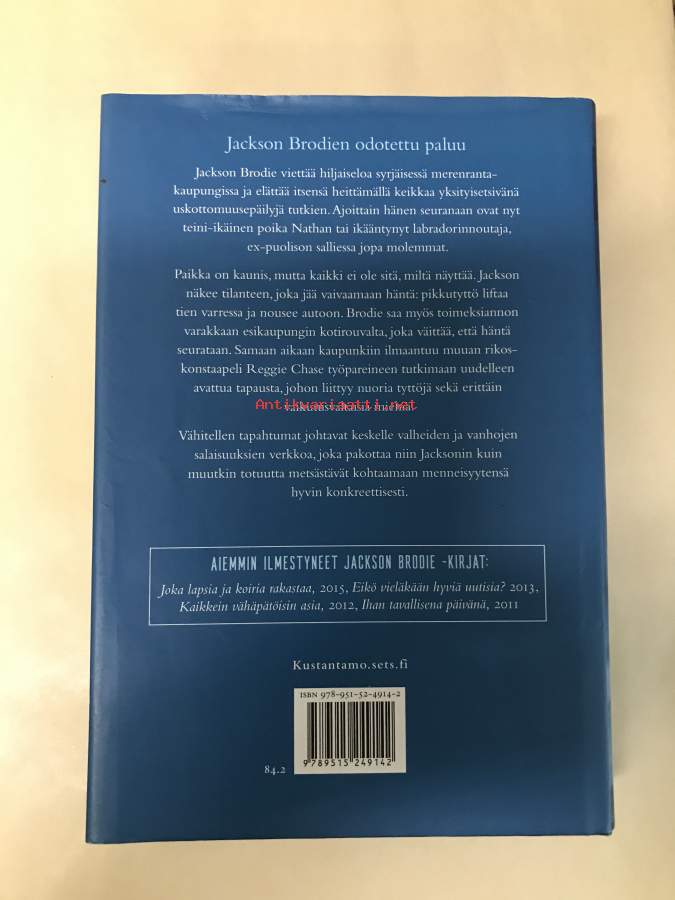 Jackson Brodien odotettu paluu
Jackson Brodie viettää hiljaiseloa syrjäisessä merenranta-
kaupungissa ja elättää itsensä heittämällä keikkaa yksityisetsivänä
uskottomuusepäilyjä tutkien. Ajoittain hänen seuranaan ovat nyt
teini-ikäinen poika Nathan tai ikääntynyt labradorinnoutaja,
ex-puolison salliessa jopa molemmat.
Paikka on kaunis, mutta kaikki ei ole sitä, miltä näyttää. Jackson
näkee tilanteen, joka jää vaivaamaan häntä: pikkutyttö liftaa
tien varressa ja nousee autoon. Brodie saa myös toimeksiannon
varakkaan esikaupungin kotirouvalta, joka väittää, että häntä
seurataan. Samaan aikaan kaupunkiin ilmaantuu muuan rikos-
konstaapeli Reggie Chase työpareineen tutkimaan uudelleen
avattua tapausta, johon liittyy nuoria tyttöjä sekä erittäin
Antikvariaatti.net
vaikutusvaltaisia miehiä.
Vähitellen tapahtumat johtavat keskelle valheiden ja vanhojen
salaisuuksien verkkoa, joka pakottaa niin Jacksonin kuin
muutkin totuutta metsästävät kohtaamaan menneisyytensä
hyvin konkreettisesti.
AIEMMIN ILMESTYNEET JACKSON BRODIE -KIRJAT:
Joka lapsia ja koiria rakastaa, 2015, Eikö vieläkään hyviä uutisia? 2013,
Kaikkein vähäpätöisin asia, 2012, Ihan tavallisena päivänä, 2011
Kustantamo.sets.fi
ISBN 978-951-52-4914-2
9 789515 249142
84.2